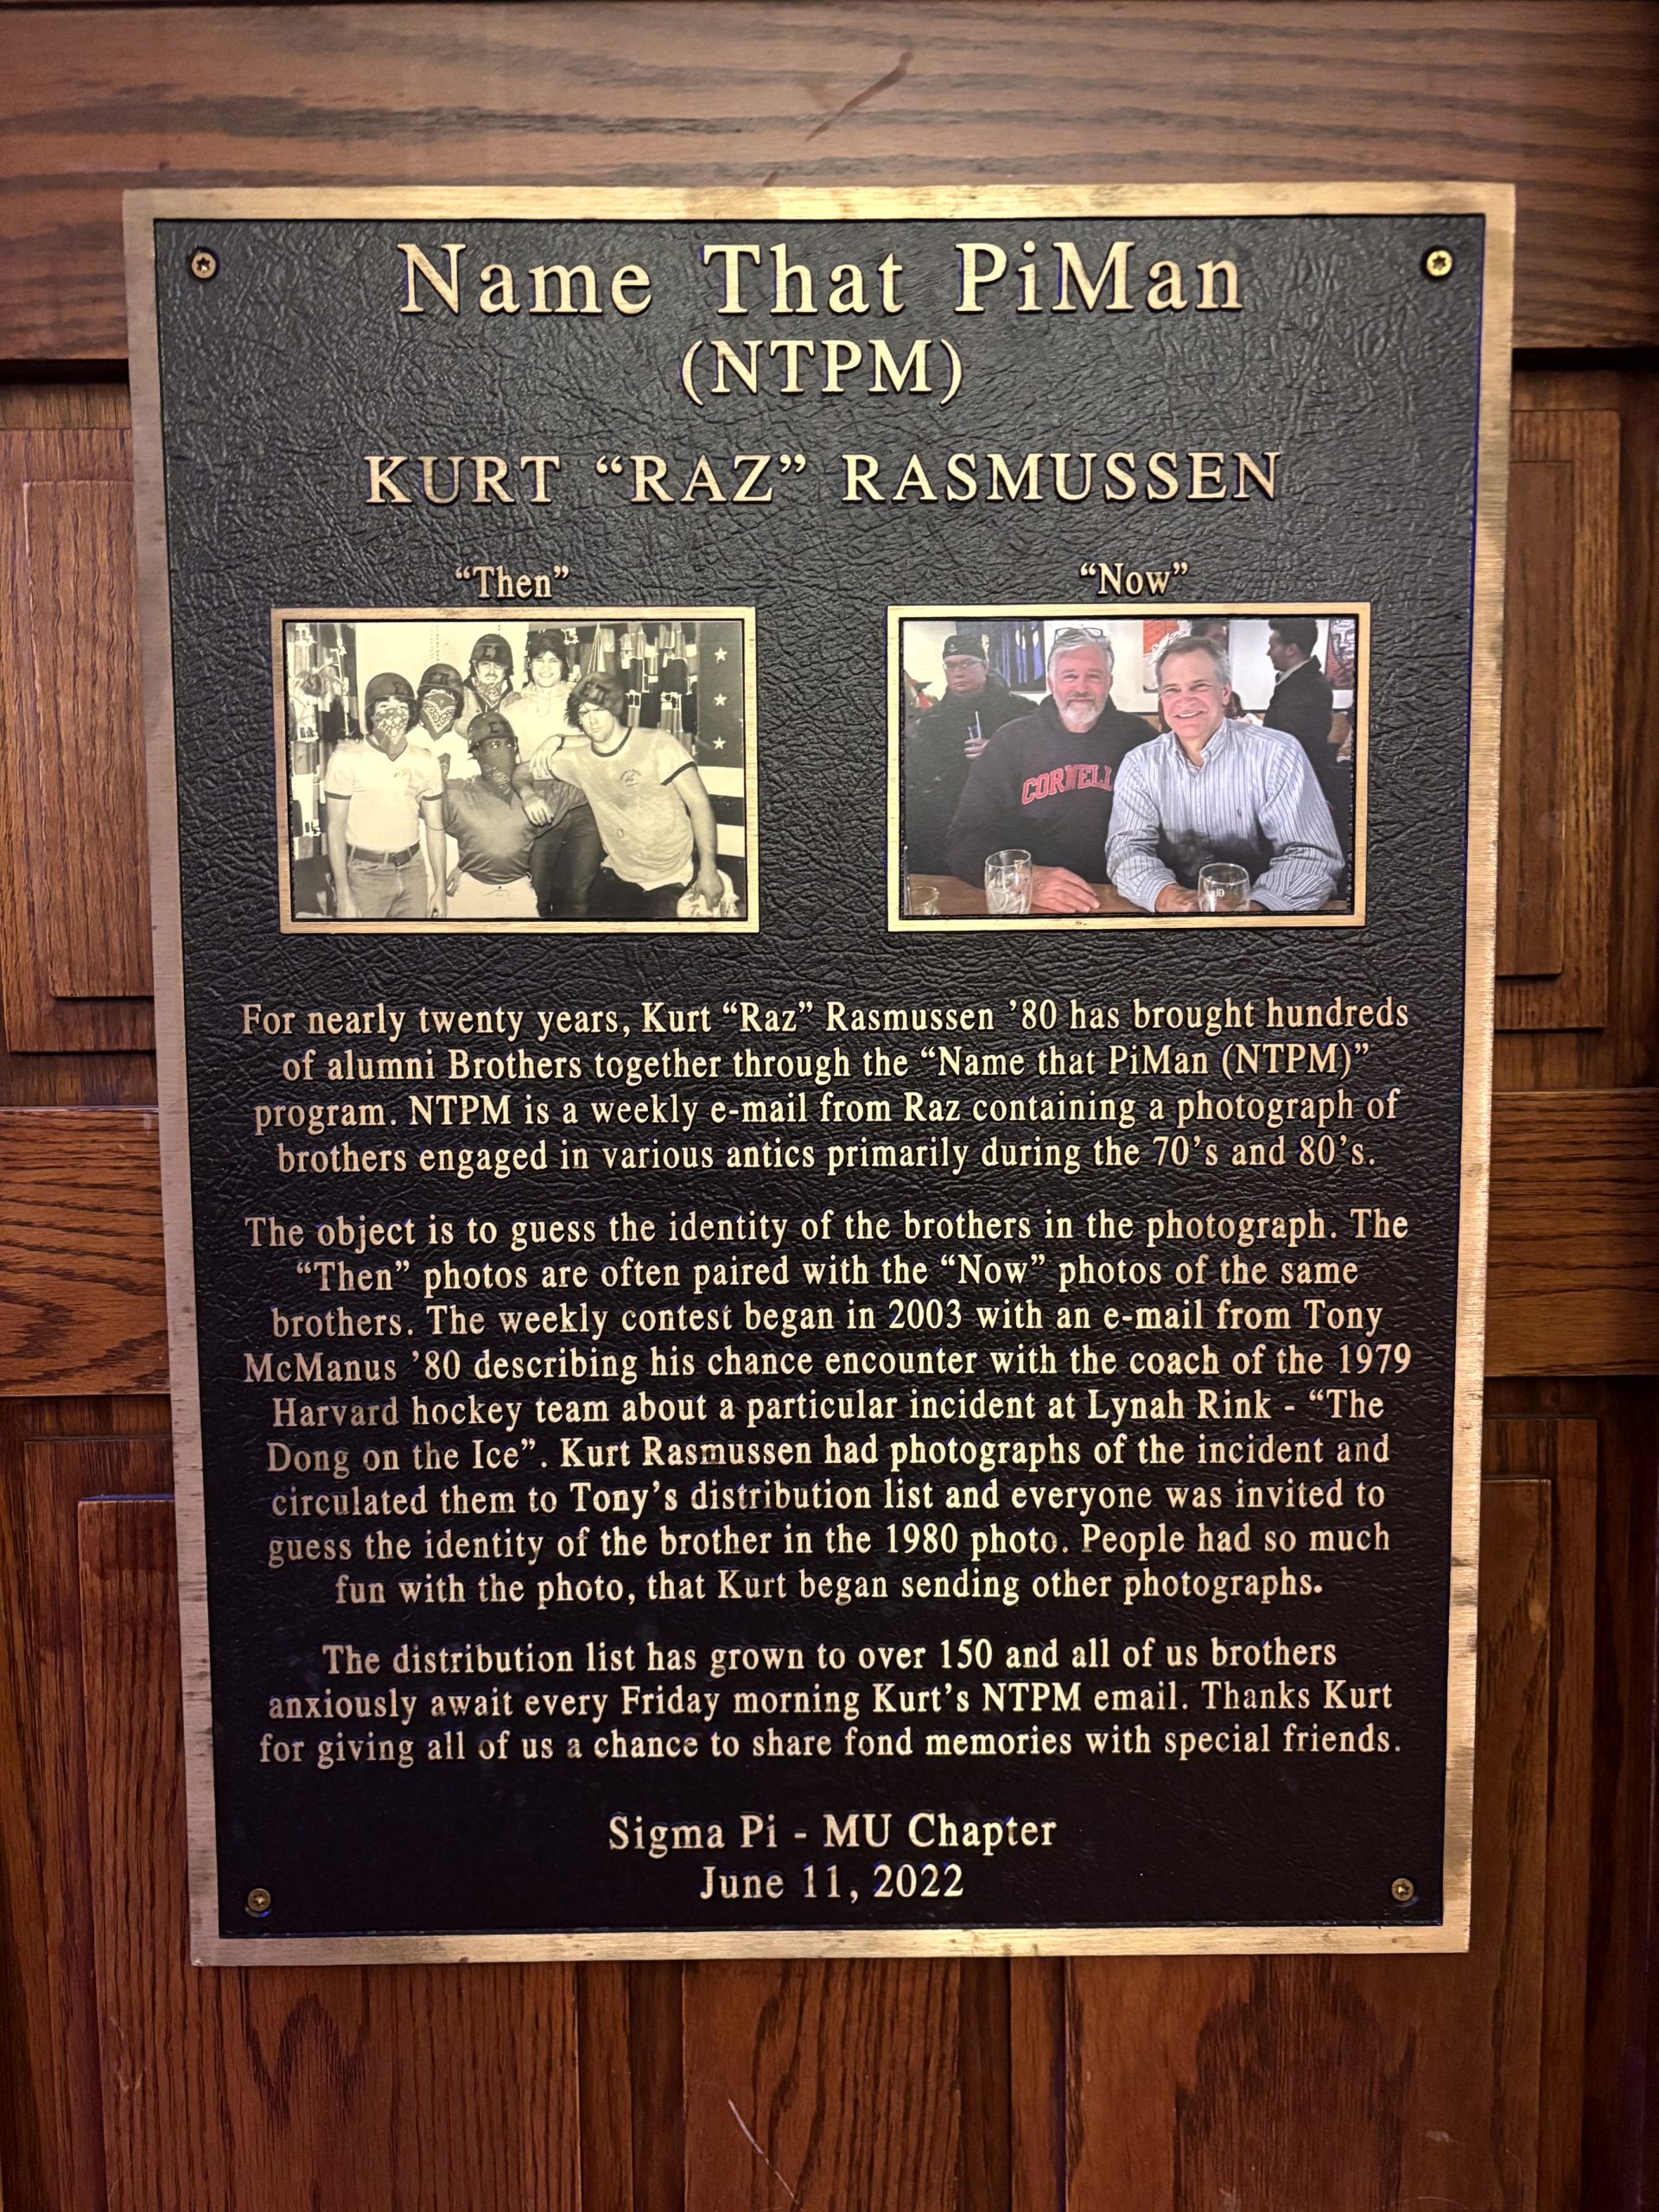 Name That PiMan
(NTPM)
KURT “RAZ” RASMUSSEN
“Then”
“Now”
CORNELL
For nearly twenty years, Kurt “Raz” Rasmussen ’80 has brought hundreds
of alumni Brothers together through the “Name that PiMan (NTPM)”
program. NTPM is a weekly e-mail from Raz containing a photograph of
brothers engaged in various antics primarily during the 70’s and 80’s.
The object is to guess the identity of the brothers in the photograph. The
“Then” photos are often paired with the “Now” photos of the same
brothers. The weekly contest began in 2003 with an e-mail from Tony
McManus ’80 describing his chance encounter with the coach of the 1979
Harvard hockey team about a particular incident at Lynah Rink - “The
Dong on the Ice”. Kurt Rasmussen had photographs of the incident and
circulated them to Tony’s distribution list and everyone was invited to
guess the identity of the brother in the 1980 photo. People had so much
fun with the photo, that Kurt began sending other photographs.
The distribution list has grown to over 150 and all of us brothers
anxiously await every Friday morning Kurt’s NTPM email. Thanks Kurt
for giving all of us a chance to share fond memories with special friends.
Sigma Pi - MU Chapter
June 11, 2022